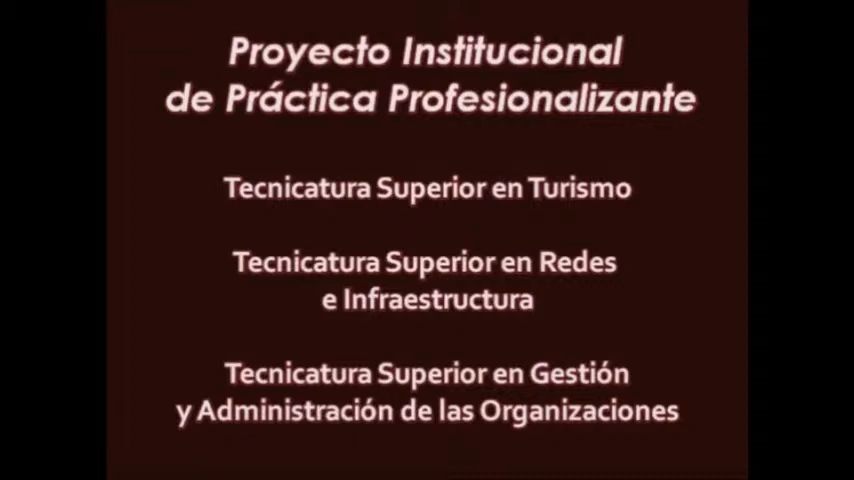 Proyecto Institucional
de Práctica Profesionalizante
Tecnicatura Superior en Turismo
Tecnicatura Superior en Redes
e Infraestructura
Tecnicatura Superior en Gestión
y Administración de las Organizaciones